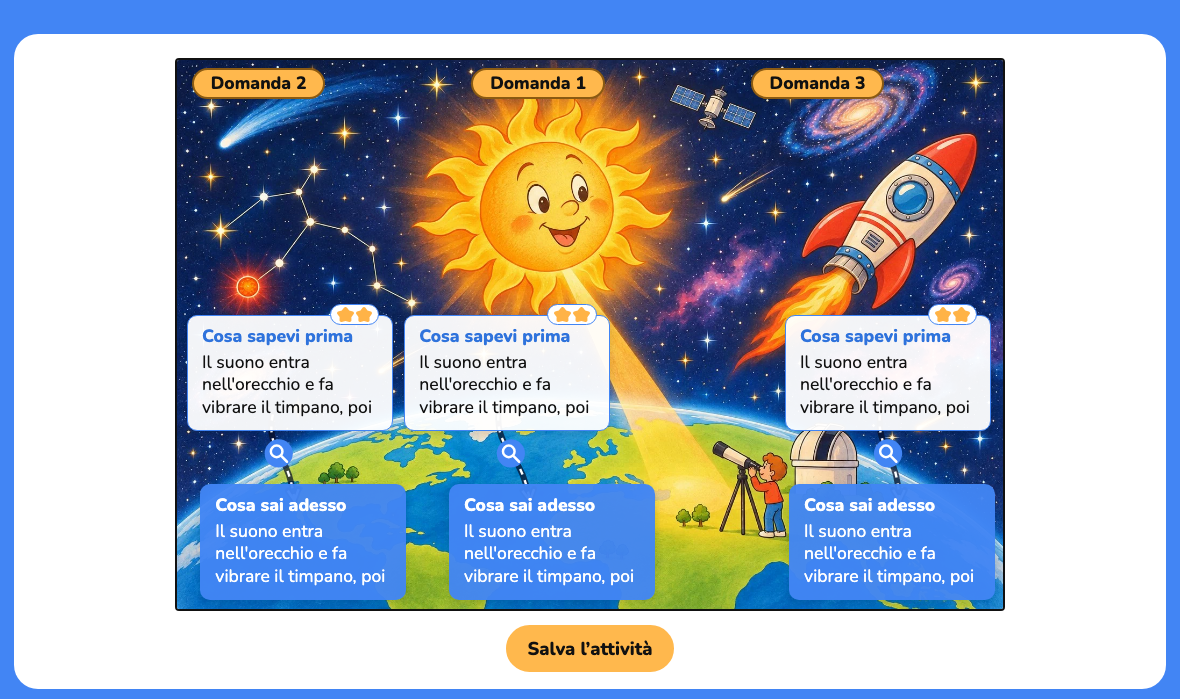 Domanda 2
Domanda 1
Domanda 3
Cosa sapevi prima
Il suono entra
nell'orecchio e fa
vibrare il timpano, poi
Cosa sapevi prima
Il suono entra
nell'orecchio e fa
vibrare il timpano, poi
Cosa sapevi prima
Il suono entra
nell'orecchio e fa
vibrare il timpano, poi
Cosa sai adesso
Il suono entra
nell'orecchio e fa
vibrare il timpano, poi
Cosa sai adesso
Il suono entra
nell'orecchio e fa
vibrare il timpano, poi
Cosa sai adesso
Il suono entra
nell'orecchio e fa
vibrare il timpano, poi
Salva l’attività